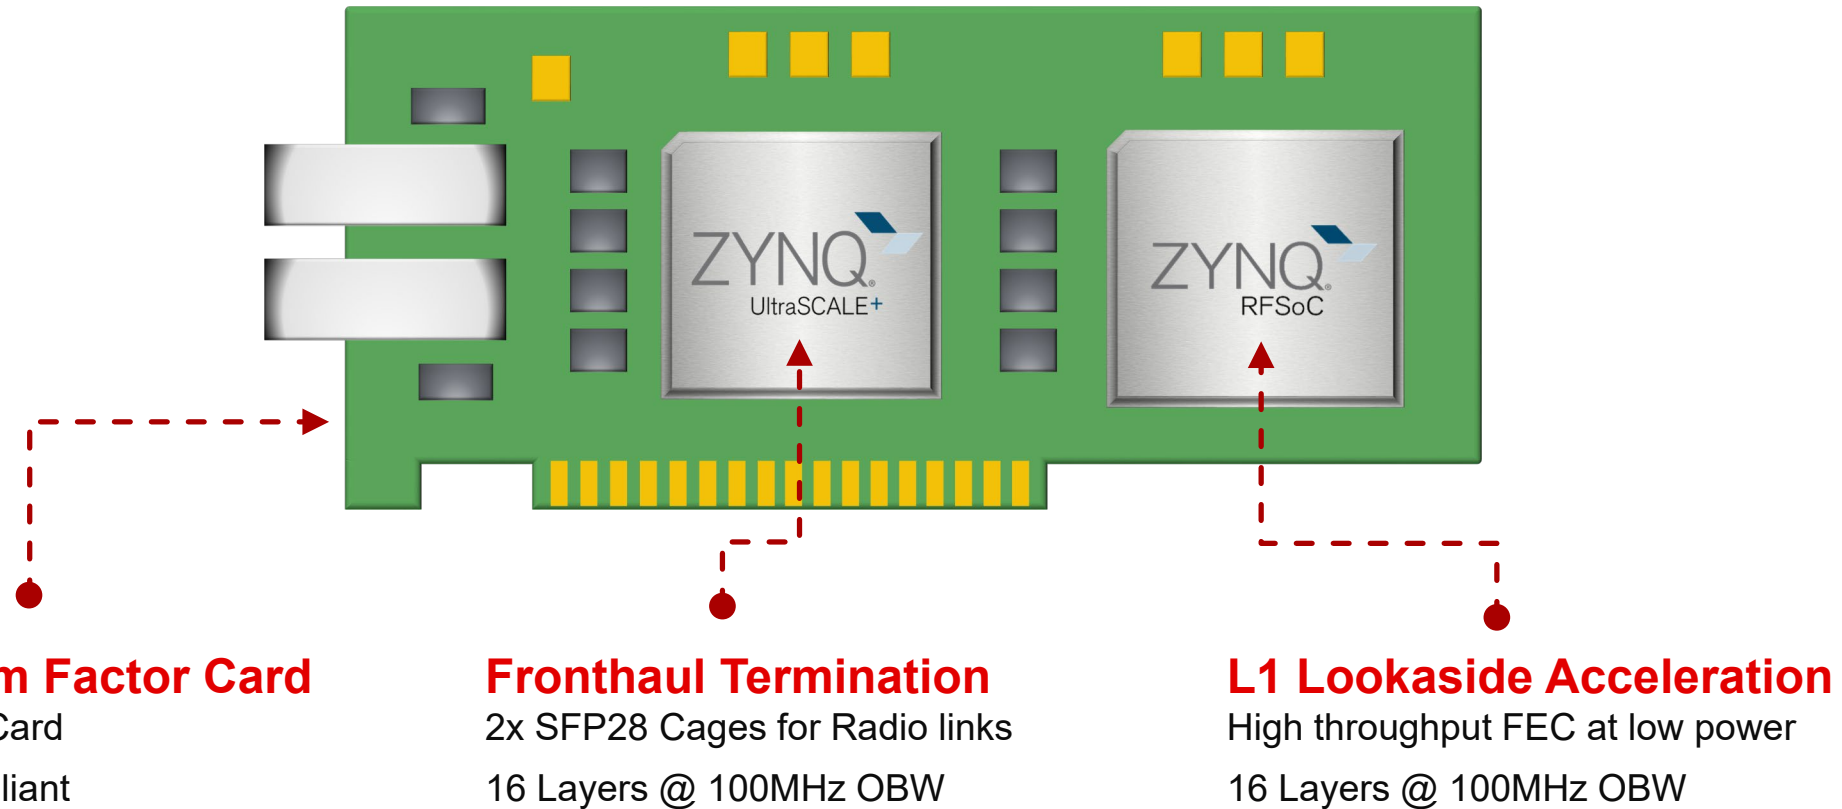 ZYNQ®
UltraSCALE+
ZYNQ®
RFSoC
m Factor Card
Card
liant
Fronthaul Termination
2x SFP28 Cages for Radio links
16 Layers @ 100MHz OBW
L1 Lookaside Acceleration
High throughput FEC at low power
16 Layers @ 100MHz OBW